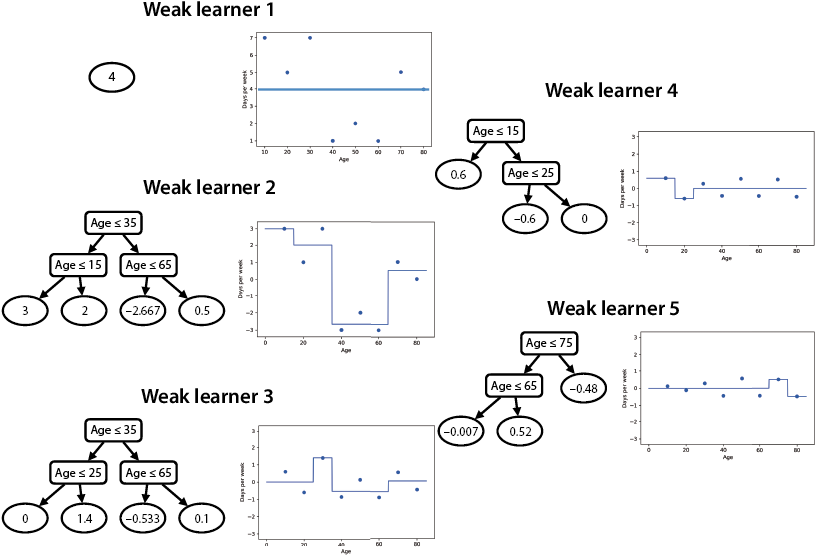 Weak learner 1
4
Days per week
7
6
5
4
3
2
1
10 20 30 40 50 60 70 80
Age
Weak learner 2
Age ≤ 35
Age ≤ 15 Age ≤ 65
3 2 −2.667 0.5
Days per week
3
2
1
0
−1
−2
−3
0 20 40 60 80
Age
Weak learner 3
Age ≤ 35
Age ≤ 25 Age ≤ 65
0 1.4 −0.533 0.1
Days per week
3
2
1
0
−1
−2
−3
0 20 40 60 80
Age
Weak learner 4
Age ≤ 15
0.6 Age ≤ 25
−0.6 0
Days per week
3
2
1
0
−1
−2
−3
0 20 40 60 80
Age
Weak learner 5
Age ≤ 75
Age ≤ 65 −0.48
−0.007 0.52
Days per week
3
2
1
0
−1
−2
−3
0 20 40 60 80
Age